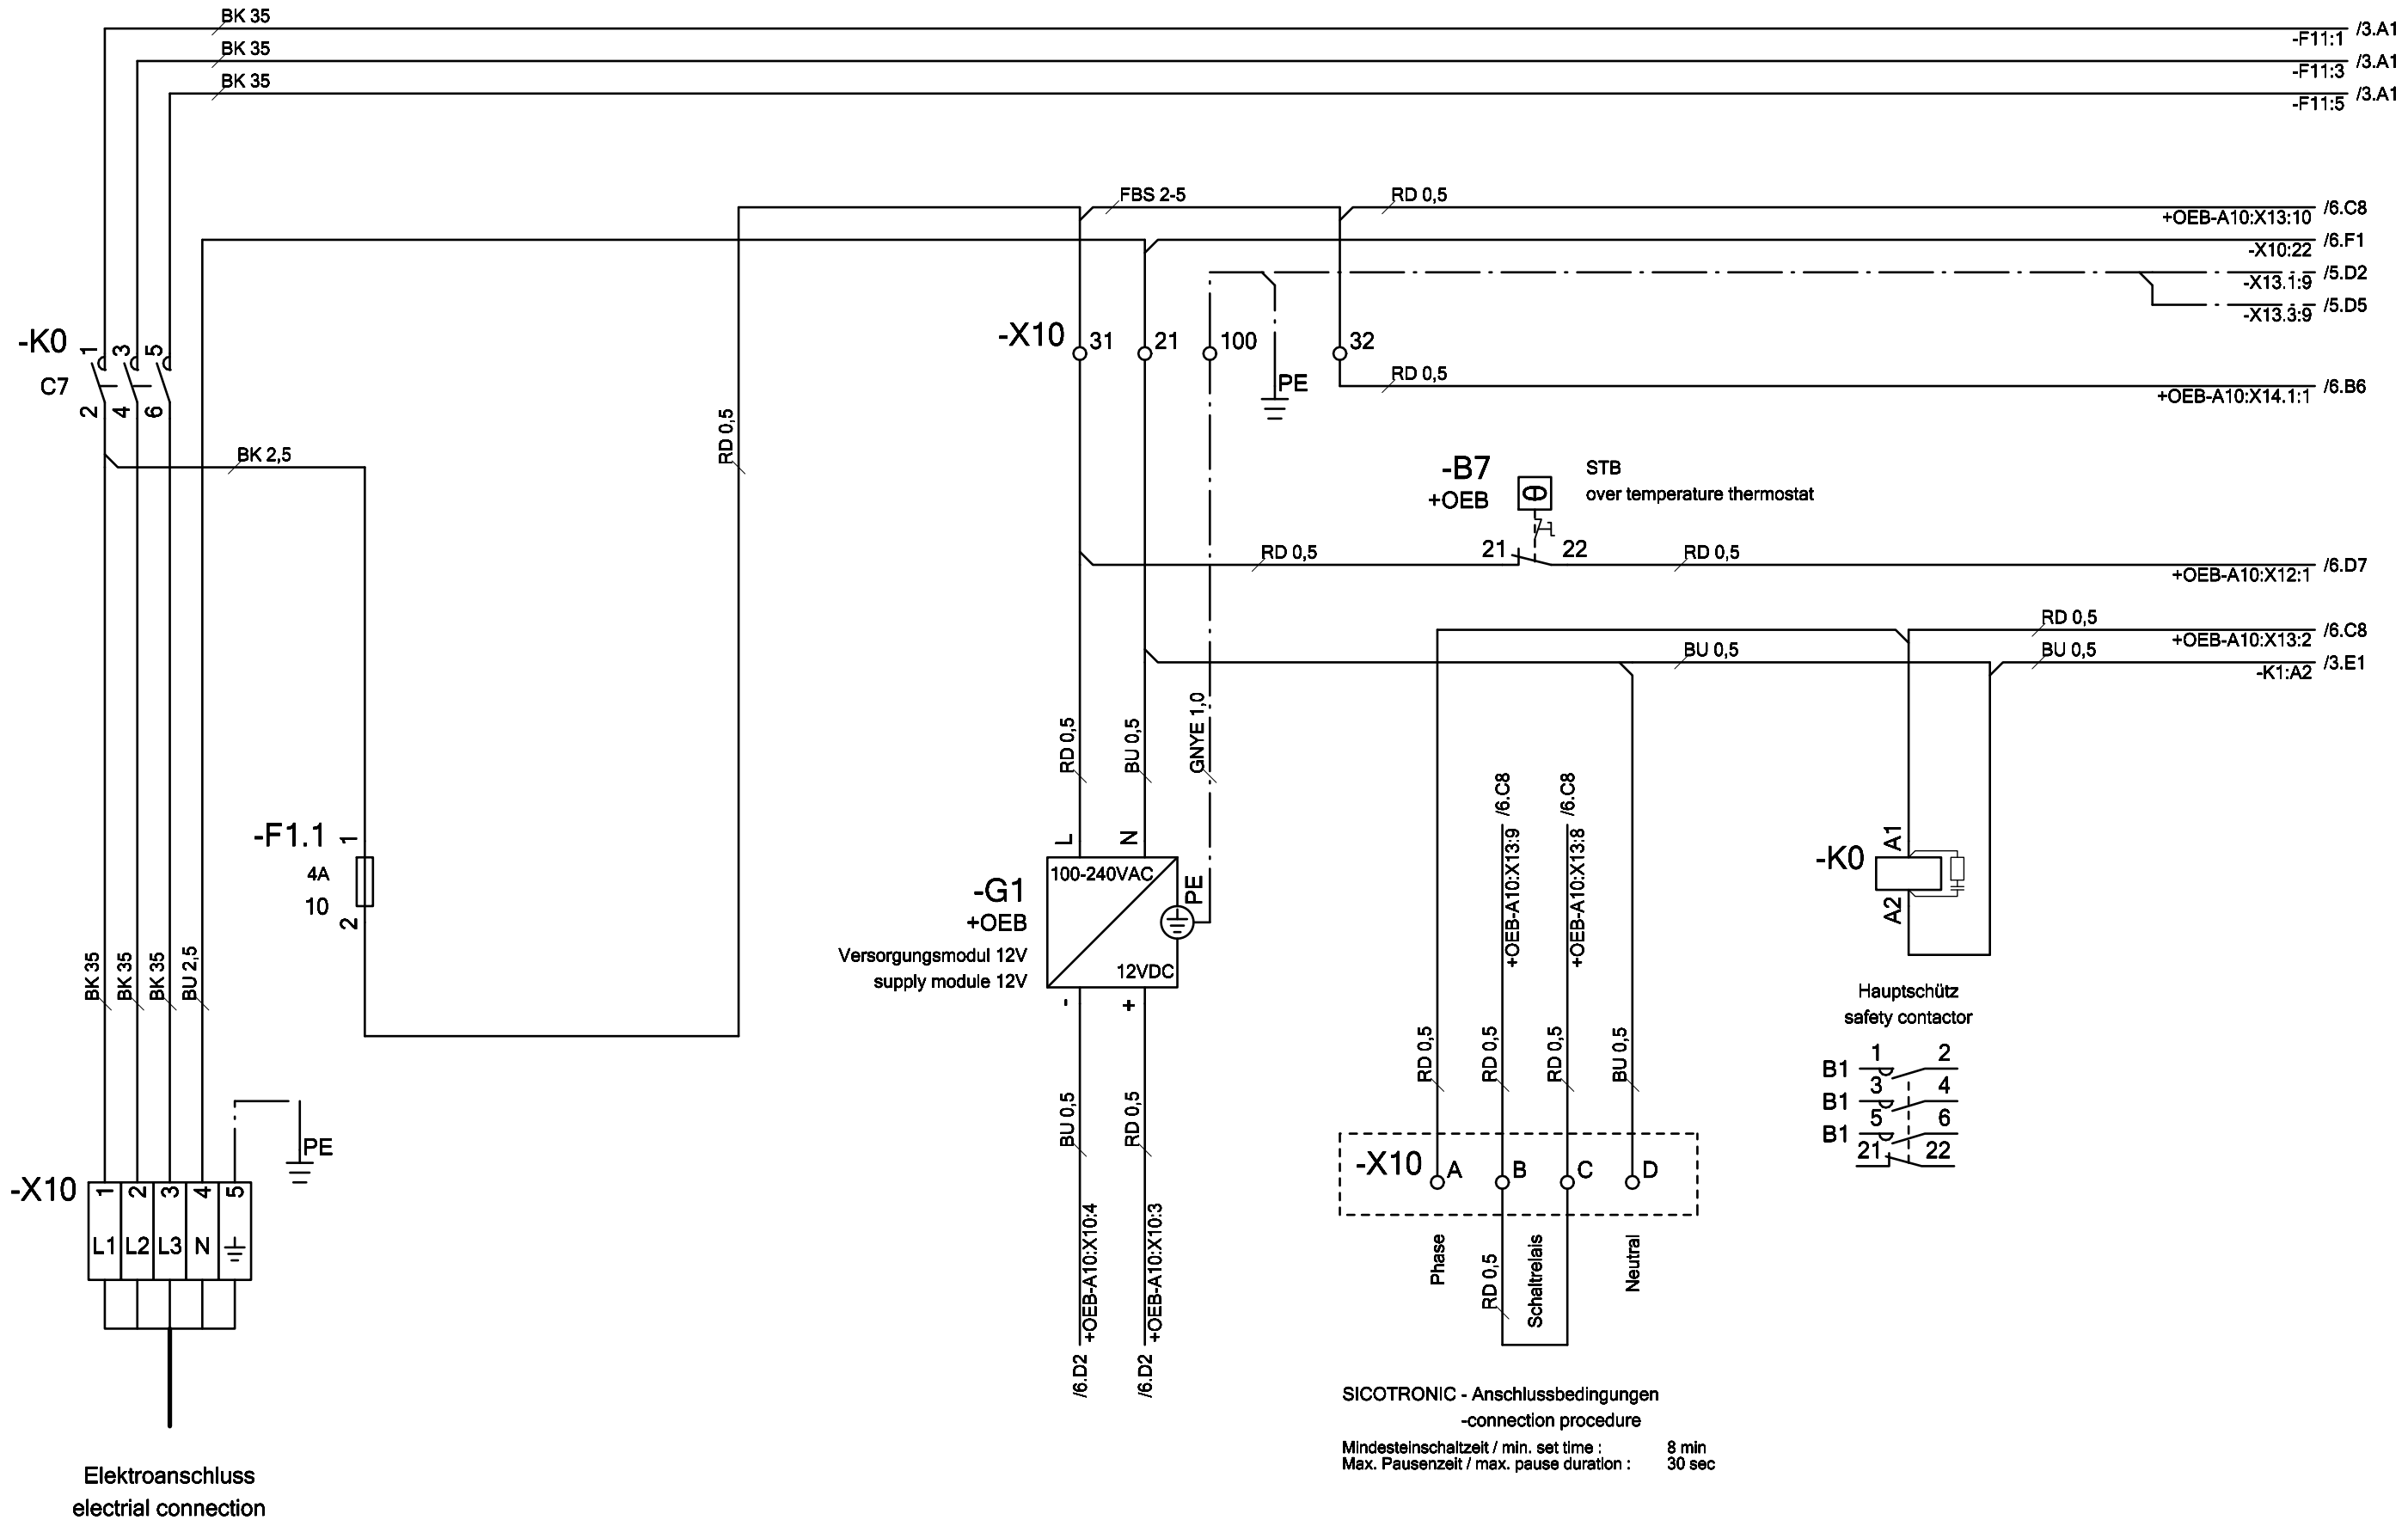 BK 35
-F11:1 /3.A1
BK 35
-F11:3 /3.A1
BK 35
-F11:5 /3.A1
FBS 2-5
RD 0,5
+OEB-A10:X13:10 /6.C8
-X10:22 /6.F1
-X13.1:9 /5.D2
-X13.3:9 /5.D5
-K0
C7
1 3 5
2 4 6
-X10 31 21 100 32
PE
RD 0,5
+OEB-A10:X14.1:1 /6.B6
BK 2,5
RD 0,5
-B7
+OEB
STB
over temperature thermostat
RD 0,5
21 22
RD 0,5
+OEB-A10:X12:1 /6.D7
RD 0,5
+OEB-A10:X13:2 /6.C8
BU 0,5
BU 0,5
-K1:A2 /3.E1
RD 0,5
BU 0,5
GNYE 1,0
/6.C8
/6.C8
+OEB-A10:X13:9
+OEB-A10:X13:8
-F1.1
1
4A
10
2
L N
100-240VAC
PE
-G1
+OEB
12VDC
Versorgungsmodul 12V
supply module 12V
- +
-K0
A1
A2
Hauptschütz
safety contactor
B1 1 2
B1 3 4
B1 5 6
21 22
BK 35
BK 35
BK 35
BU 2,5
RD 0,5
RD 0,5
RD 0,5
BU 0,5
BU 0,5
RD 0,5
PE
-X10 1 2 3 4 5
L1 L2 L3 N
-X10 A B C D
Phase
RD 0,5
Schaltrelais
Neutral
+OEB-A10:X10:4
+OEB-A10:X10:3
/6.D2
/6.D2
SICOTRONIC - Anschlussbedingungen
-connection procedure
Mindesteinschaltzeit / min. set time : 8 min
Max. Pausenzeit / max. pause duration : 30 sec
Elektroanschluss
electrial connection